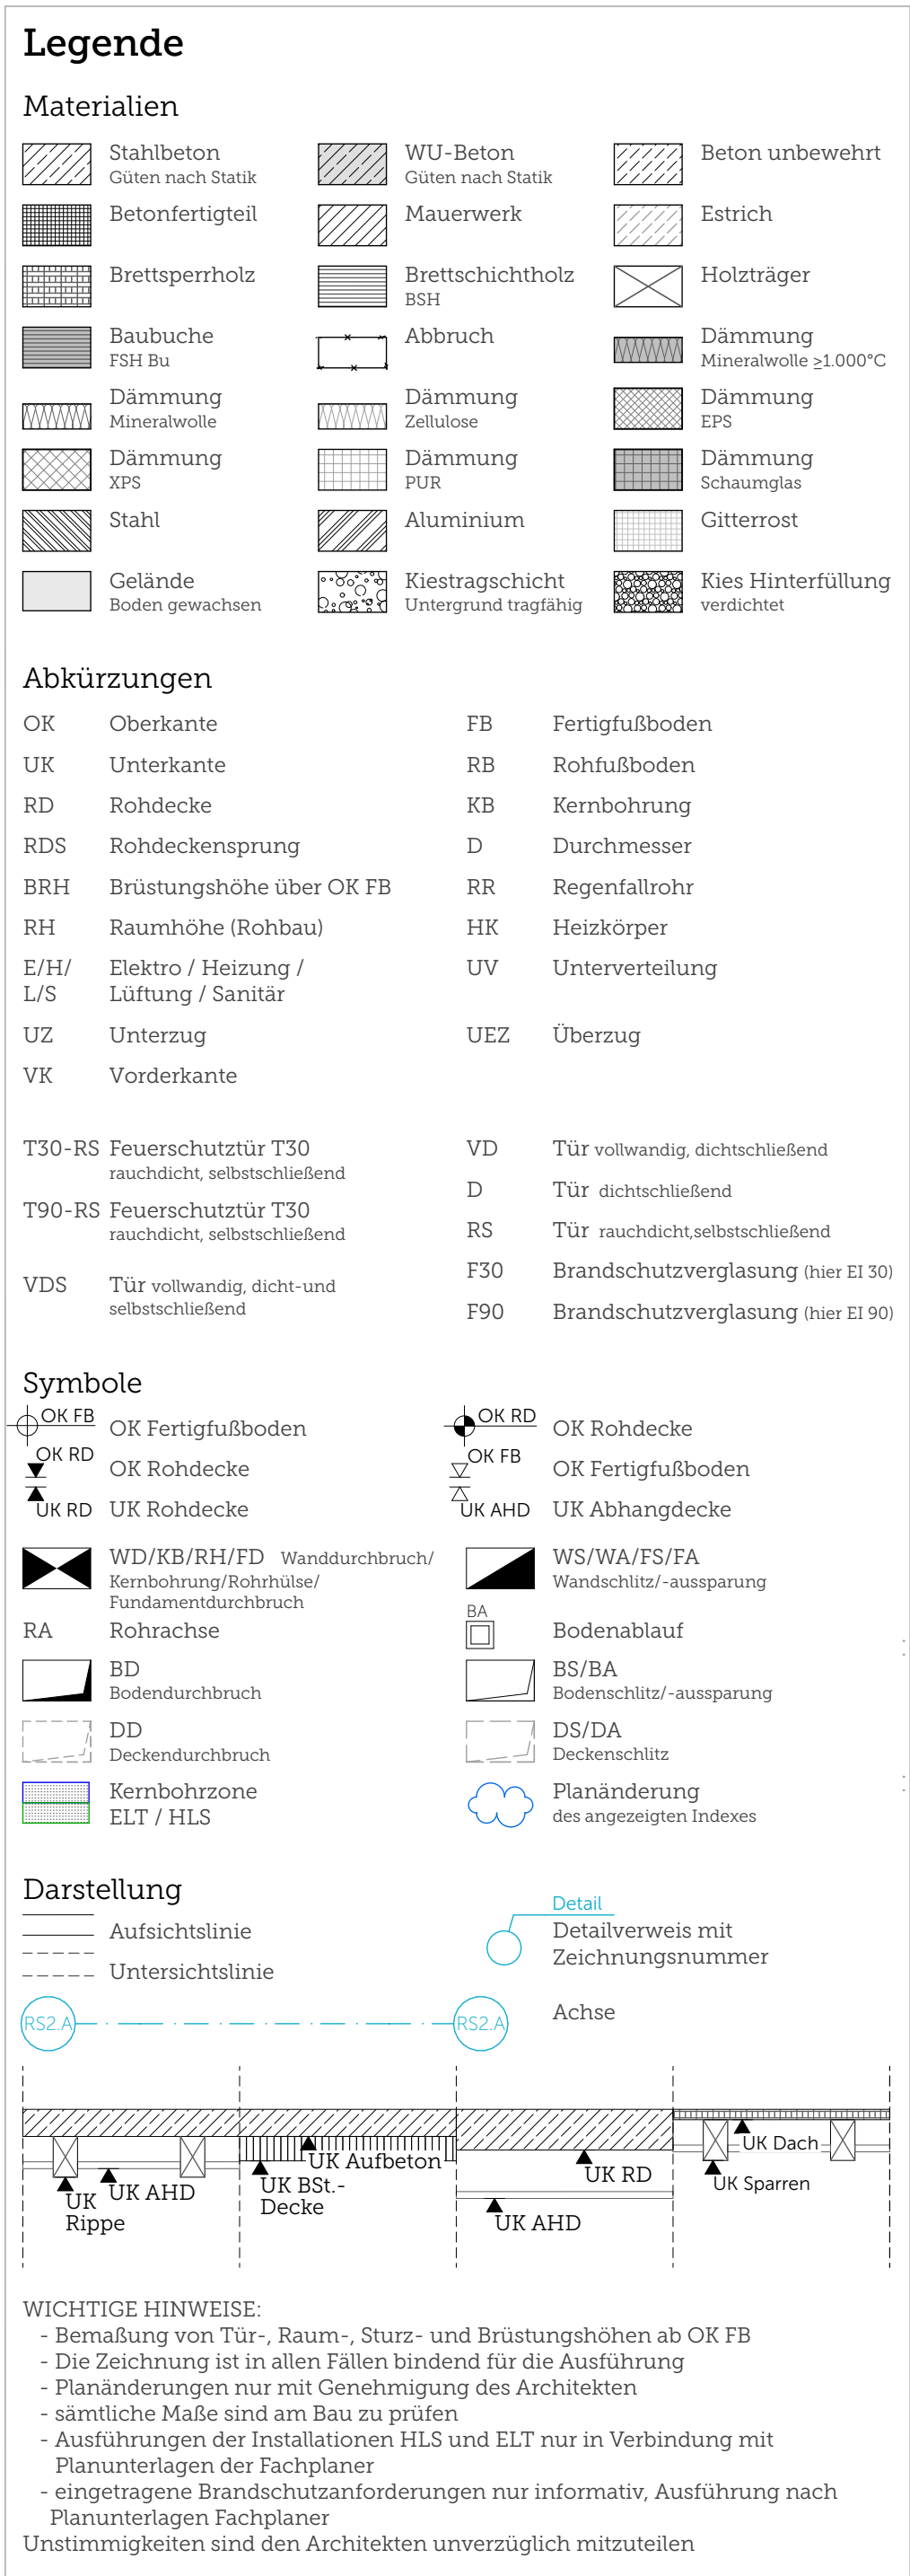 Legende
Materialien
Stahlbeton
Güten nach Statik
WU-Beton
Güten nach Statik
Beton unbewehrt
Betonfertigteil
Mauerwerk
Estrich
Brettsperrholz
Brettschichtholz
BSH
Holzträger
Baubuche
FSH Bu
Abbruch
Dämmung
Mineralwolle ≥1.000°C
Dämmung
Mineralwolle
Dämmung
Zellulose
Dämmung
EPS
Dämmung
XPS
Dämmung
PUR
Dämmung
Schaumglas
Stahl
Aluminium
Gitterrost
Gelände
Boden gewachsen
Kiestragschicht
Untergrund tragfähig
Kies Hinterfüllung
verdichtet
Abkürzungen
OK Oberkante
FB Fertigfußboden
UK Unterkante
RB Rohfußboden
RD Rohdecke
KB Kernbohrung
RDS Rohdeckensprung
D Durchmesser
BRH Brüstungshöhe über OK FB
RR Regenfallrohr
RH Raumhöhe (Rohbau)
HK Heizkörper
E/H/ Elektro / Heizung /
L/S Lüftung / Sanitär
UV Unterverteilung
UZ Unterzug
UEZ Überzug
VK Vorderkante
T30-RS Feuerschutztür T30
rauchdicht, selbstschließend
T90-RS Feuerschutztür T30
rauchdicht, selbstschließend
VDS Tür vollwandig, dicht-und
selbstschließend
VD Tür vollwandig, dichtschließend
D Tür dichtschließend
RS Tür rauchdicht,selbstschließend
F30 Brandschutzverglasung (hier EI 30)
F90 Brandschutzverglasung (hier EI 90)
Symbole
OK FB
OK Fertigfußboden
OK RD
OK Rohdecke
OK RD
OK Rohdecke
OK FB
OK Fertigfußboden
UK RD UK Rohdecke
UK AHD UK Abhangdecke
WD/KB/RH/FD Wanddurchbruch/
Kernbohrung/Rohrhülse/
Fundamentdurchbruch
WS/WA/FS/FA
Wandschlitz/-aussparung
RA Rohrachse
BA
Bodenablauf
BD
Bodendurchbruch
BS/BA
Bodenschlitz/-aussparung
DD
Deckendurchbruch
DS/DA
Deckenschlitz
Kernbohrzone
ELT / HLS
Planänderung
des angezeigten Indexes
Darstellung
Aufsichtslinie
Untersichtslinie
Detail
Detailverweis mit
Zeichnungsnummer
RS2.A
RS2.A
Achse
UK
Rippe
UK AHD
UK Aufbeton
UK BSt.-
Decke
UK RD
UK AHD
UK Dach
UK Sparren
WICHTIGE HINWEISE:
- Bemaßung von Tür-, Raum-, Sturz- und Brüstungshöhen ab OK FB
- Die Zeichnung ist in allen Fällen bindend für die Ausführung
- Planänderungen nur mit Genehmigung des Architekten
- sämtliche Maße sind am Bau zu prüfen
- Ausführungen der Installationen HLS und ELT nur in Verbindung mit
Planunterlagen der Fachplaner
- eingetragene Brandschutzanforderungen nur informativ, Ausführung nach
Planunterlagen Fachplaner
Unstimmigkeiten sind den Architekten unverzüglich mitzuteilen